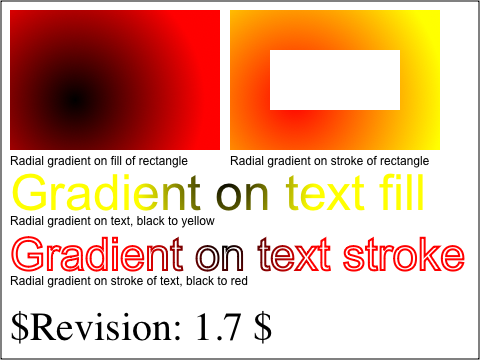 Radial gradient on fill of rectangle
Radial gradient on stroke of rectangle
Gradient on text fill
Radial gradient on text, black to yellow
Gradient on text stroke
Radial gradient on stroke of text, black to red
$Revision: 1.7 $